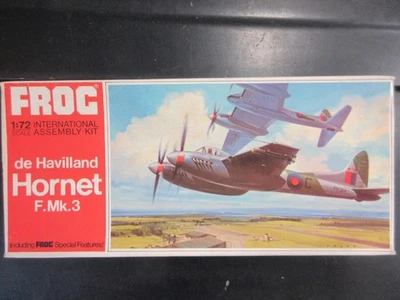 FROG
1:72 INTERNATIONAL
SCALE ASSEMBLY KIT
de Havilland
Hornet
F.Mk.3
Including FROG Special Features!